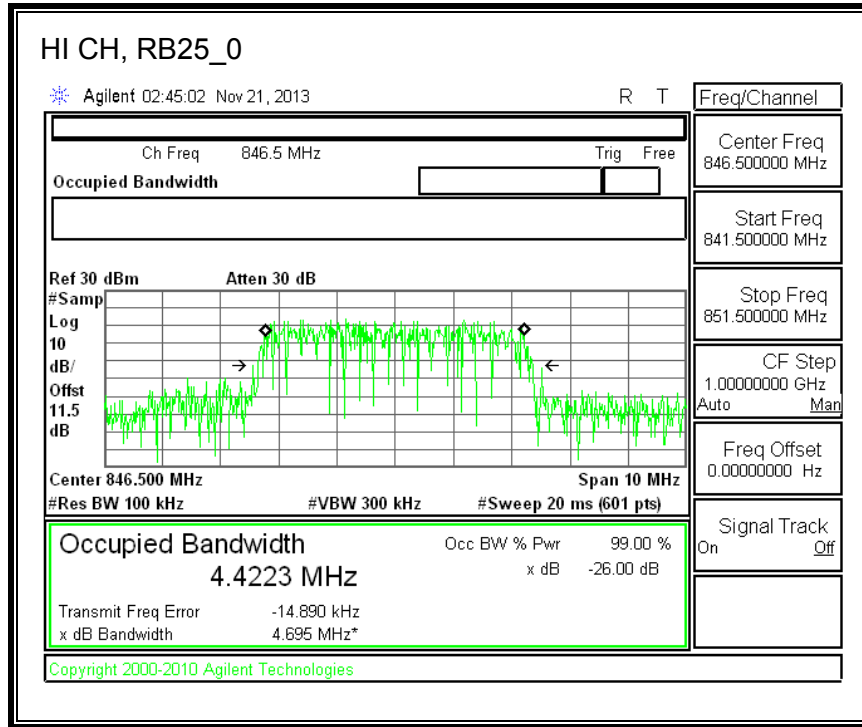 HI CH, RB25_0
Agilent 02:45:02 Nov 21, 2013 R T
Ch Freq 846.5 MHz Trig Free
Occupied Bandwidth
Ref 30 dBm Atten 30 dB
#Samp
Log
10
dB/
Offst
11.5
dB
Center 846.500 MHz Span 10 MHz
#Res BW 100 kHz #VBW 300 kHz #Sweep 20 ms (601 pts)
Occupied Bandwidth Occ BW % Pwr 99.00 %
4.4223 MHz x dB -26.00 dB
Transmit Freq Error -14.890 kHz
x dB Bandwidth 4.695 MHz*
Copyright 2000-2010 Agilent Technologies
Freq/Channel
Center Freq
846.500000 MHz
Start Freq
841.500000 MHz
Stop Freq
851.500000 MHz
CF Step
1.00000000 GHz
Auto Man
Freq Offset
0.00000000 Hz
Signal Track
On Off